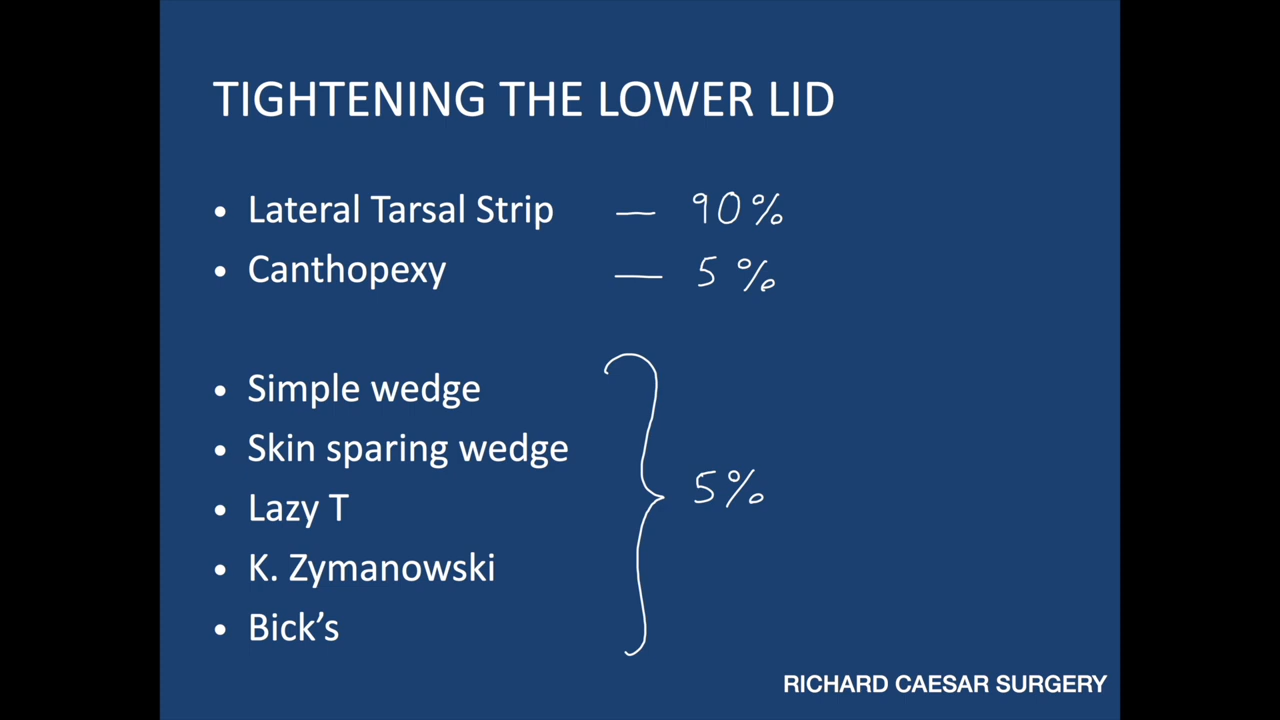 TIGHTENING THE LOWER LID
• Lateral Tarsal Strip — 90%
• Canthopexy — 5%
• Simple wedge
• Skin sparing wedge
• Lazy T 5%
• K. Zymanowski
• Bick’s
RICHARD CAESAR SURGERY